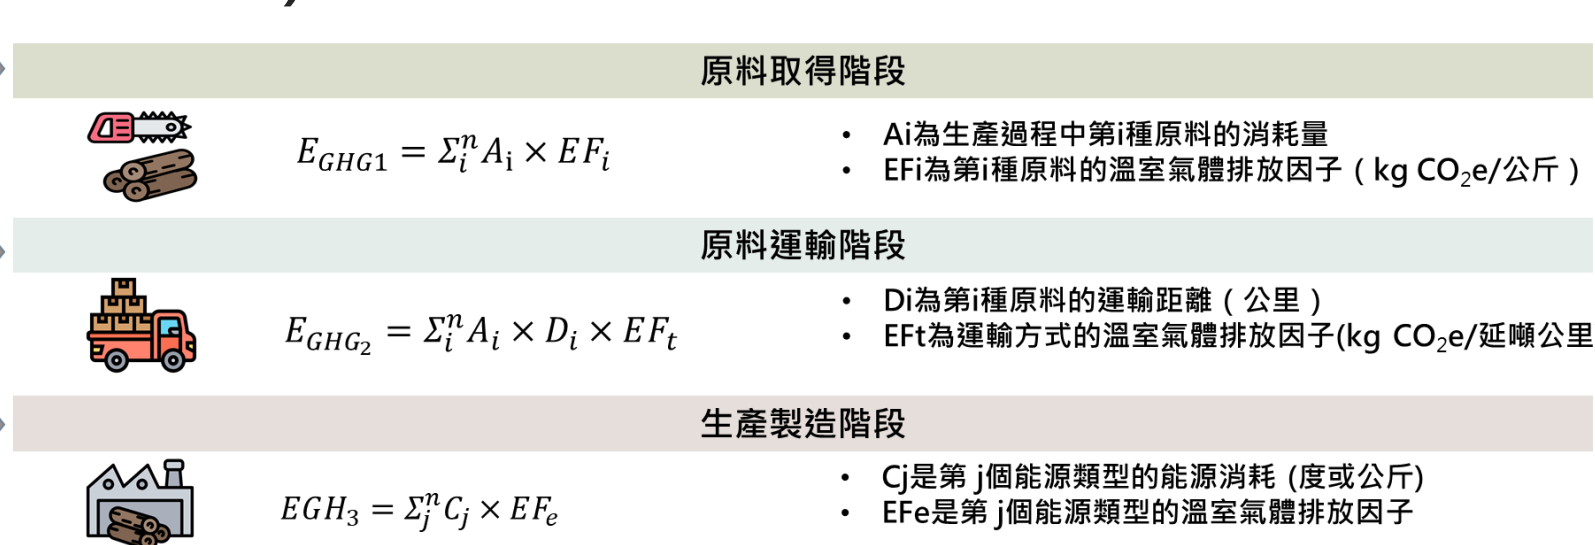 原料取得階段
E_{GHG1} = Σ_i^n A_i × EF_i
• Ai為生產過程中第i種原料的消耗量
• EFi為第i種原料的溫室氣體排放因子（kg CO₂e/公斤）
原料運輸階段
E_{GHG_2} = Σ_i^n A_i × D_i × EF_t
• Di為第i種原料的運輸距離（公里）
• EFt為運輸方式的溫室氣體排放因子(kg CO₂e/延噸公里
生產製造階段
EGH_3 = Σ_j^n C_j × EF_e
• Cj是第 j個能源類型的能源消耗 (度或公斤)
• EFe是第 j個能源類型的溫室氣體排放因子